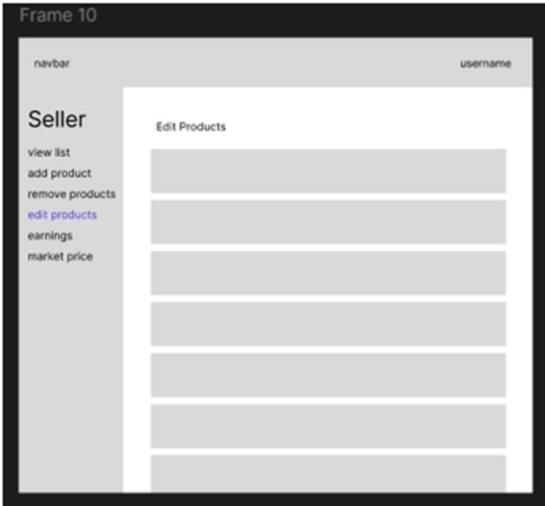 Frame 10
navbar
username
Seller
view list
add product
remove products
edit products
earnings
market price
Edit Products